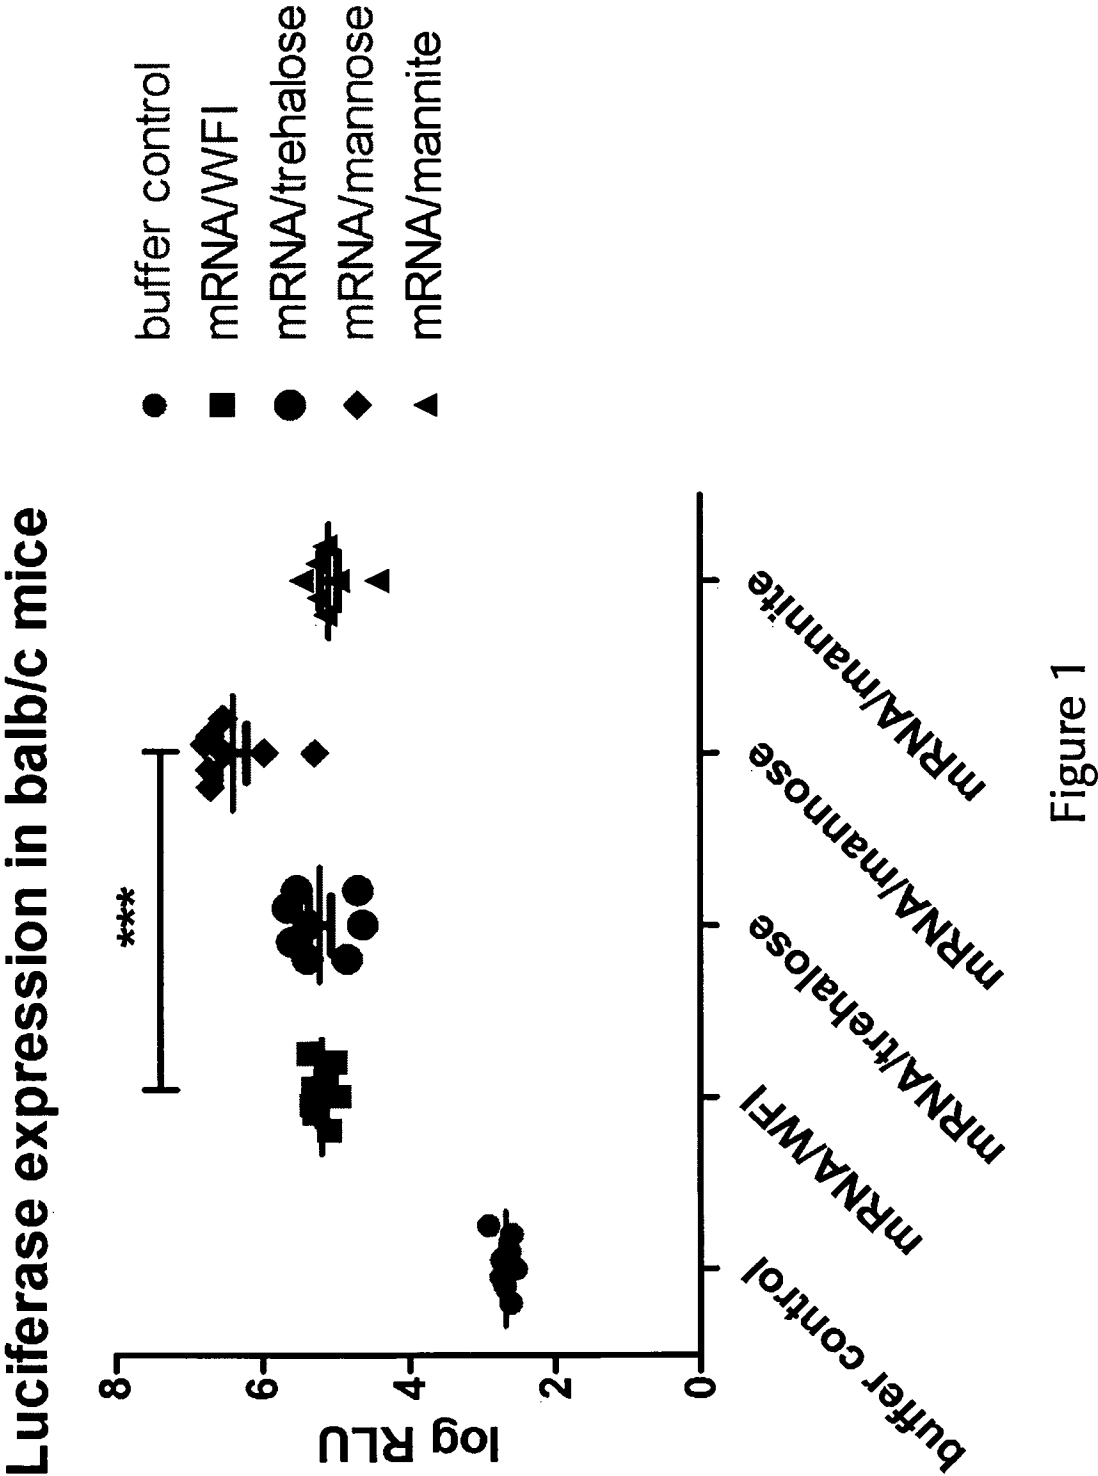 Luciferase expression in balb/c mice
buffer control
mRNA/WFI
mRNA/trehalose
mRNA/mannose
mRNA/mannite
***
8
6
4
2
0
log RLU
buffer control
mRNA/WFI
mRNA/trehalose
mRNA/mannose
mRNA/mannite
Figure 1